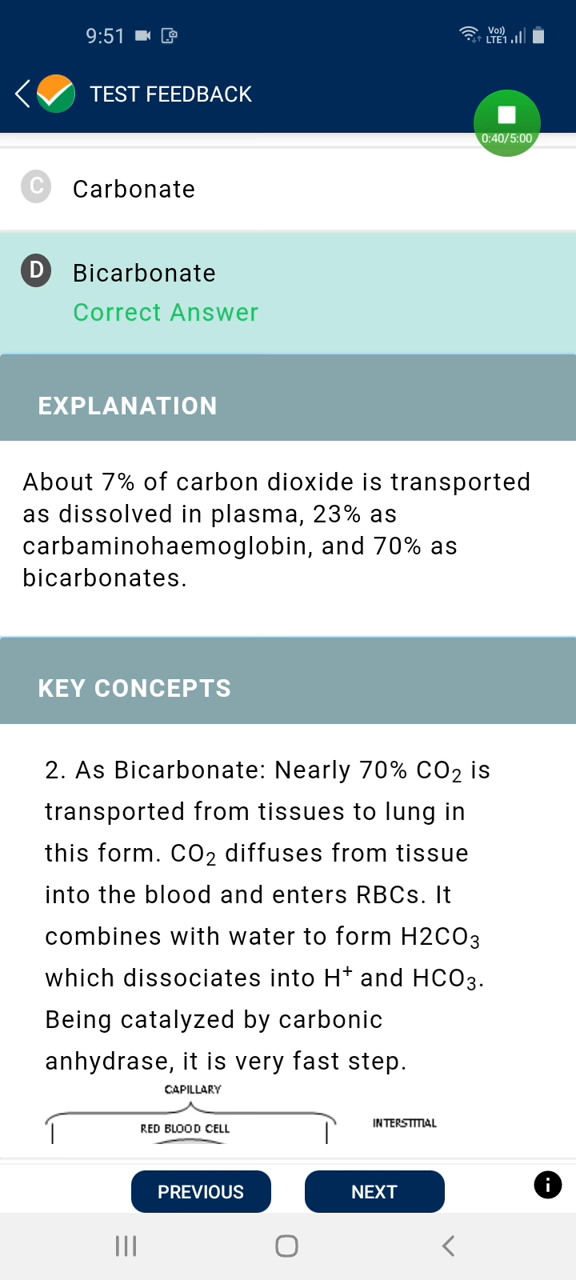 9:51
Vo))
LTE1
TEST FEEDBACK
0:40/5:00
C Carbonate
D Bicarbonate
Correct Answer
EXPLANATION
About 7% of carbon dioxide is transported
as dissolved in plasma, 23% as
carbaminohaemoglobin, and 70% as
bicarbonates.
KEY CONCEPTS
2. As Bicarbonate: Nearly 70% CO₂ is
transported from tissues to lung in
this form. CO₂ diffuses from tissue
into the blood and enters RBCs. It
combines with water to form H2CO₃
which dissociates into H⁺ and HCO₃.
Being catalyzed by carbonic
anhydrase, it is very fast step.
CAPILLARY
RED BLOOD CELL
INTERSTITIAL
PREVIOUS
NEXT
i